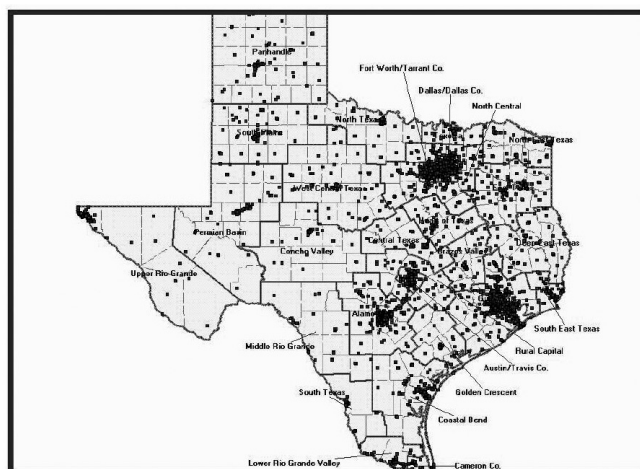 Panhandle
Fort Worth/Tarrant Co.
Dallas/Dallas Co.
North Central
North Texas
North East Texas
South Plains
West Central Texas
Heart of Texas
Permian Basin
Concho Valley
Central Texas
Brazos Valley
Deep East Texas
Upper Rio Grande
Alamo
South East Texas
Middle Rio Grande
Rural Capital
Austin/Travis Co.
South Texas
Golden Crescent
Coastal Bend
Lower Rio Grande Valley
Cameron Co.